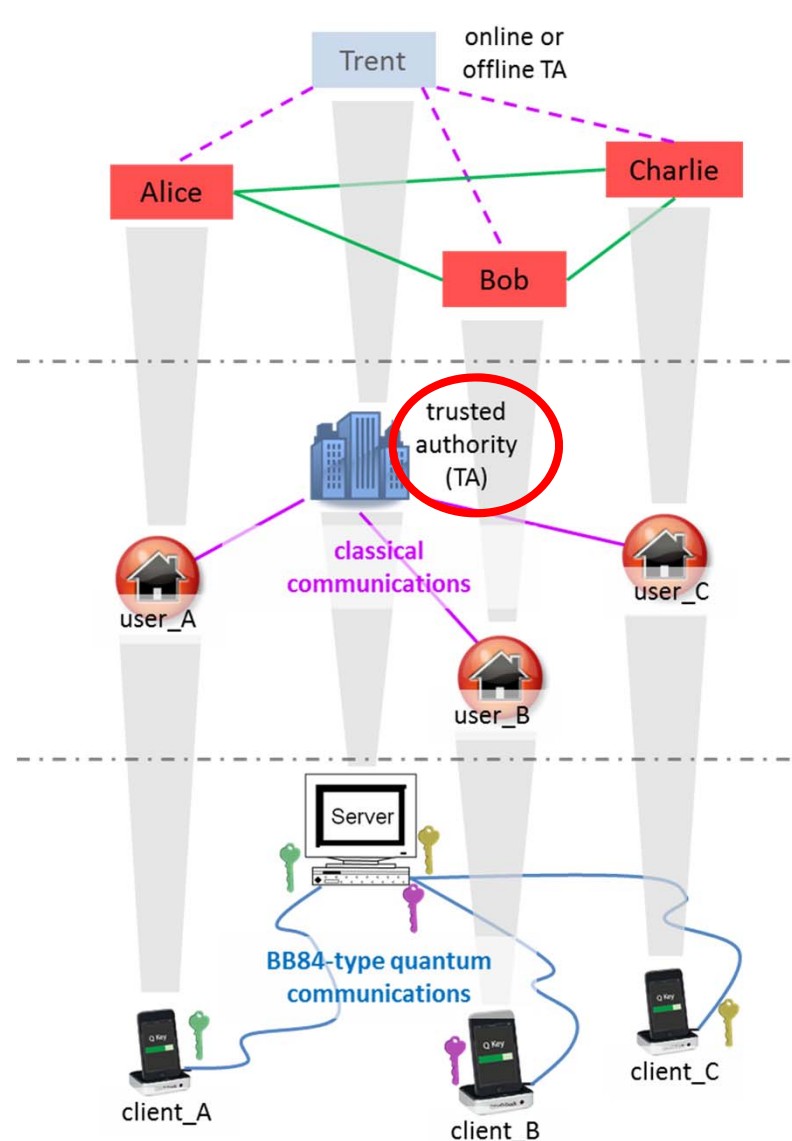 Trent
online or
offline TA
Alice
Charlie
Bob
trusted
authority
(TA)
classical
communications
user_A
user_C
user_B
Server
BB84-type quantum
communications
Q Key
Q Key
Q Key
client_A
client_B
client_C